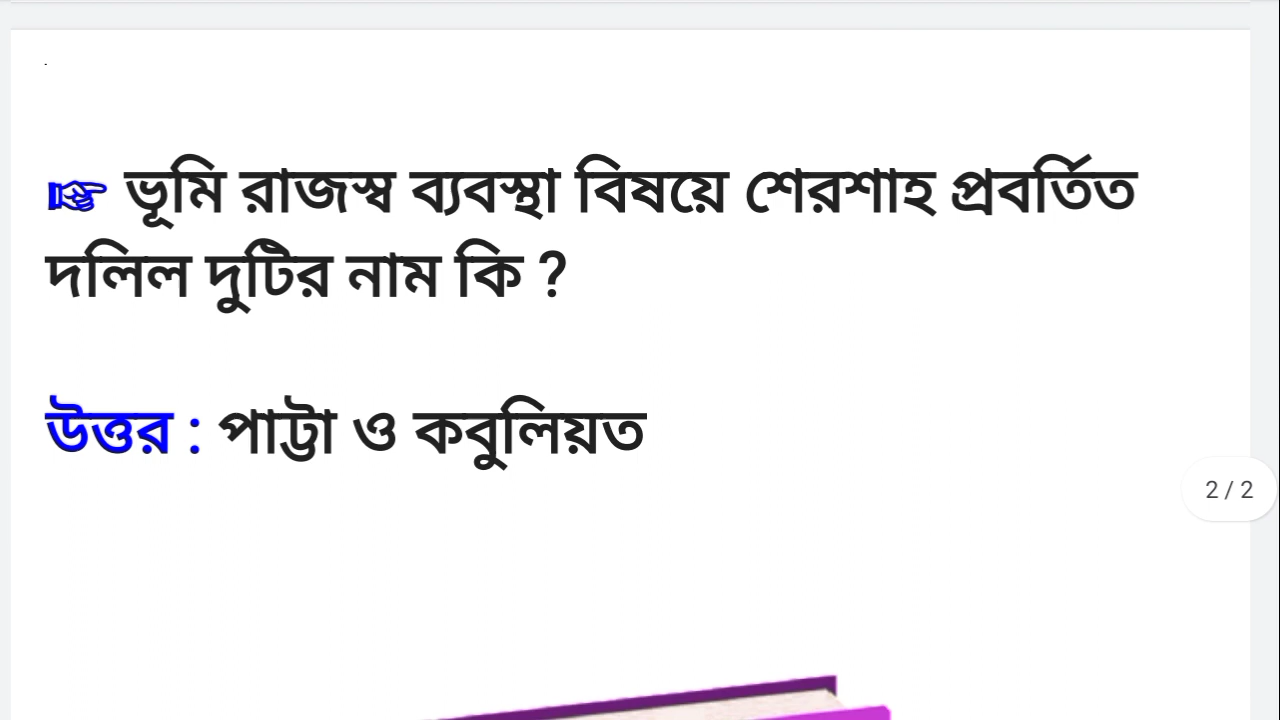 ☞ ভূমি রাজস্ব ব্যবস্থা বিষয়ে শেরশাহ প্রবর্তিত
দলিল দুটির নাম কি ?
উত্তর : পাট্টা ও কবুলিয়ত
2 / 2